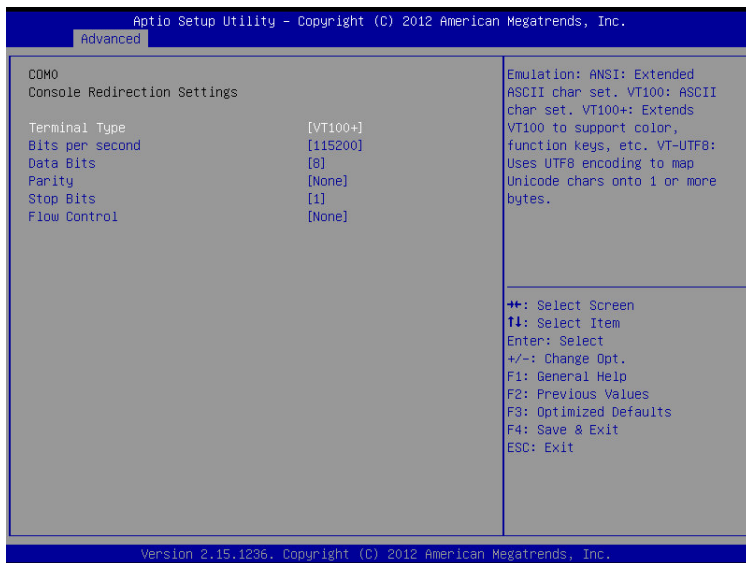 Aptio Setup Utility – Copyright (C) 2012 American Megatrends, Inc.
Advanced
COM0
Console Redirection Settings
Terminal Type [VT100+]
Bits per second [115200]
Data Bits [8]
Parity [None]
Stop Bits [1]
Flow Control [None]
Emulation: ANSI: Extended
ASCII char set. VT100: ASCII
char set. VT100+: Extends
VT100 to support color,
function keys, etc. VT-UTF8:
Uses UTF8 encoding to map
Unicode chars onto 1 or more
bytes.
→←: Select Screen
↑↓: Select Item
Enter: Select
+/-: Change Opt.
F1: General Help
F2: Previous Values
F3: Optimized Defaults
F4: Save & Exit
ESC: Exit
Version 2.15.1236. Copyright (C) 2012 American Megatrends, Inc.